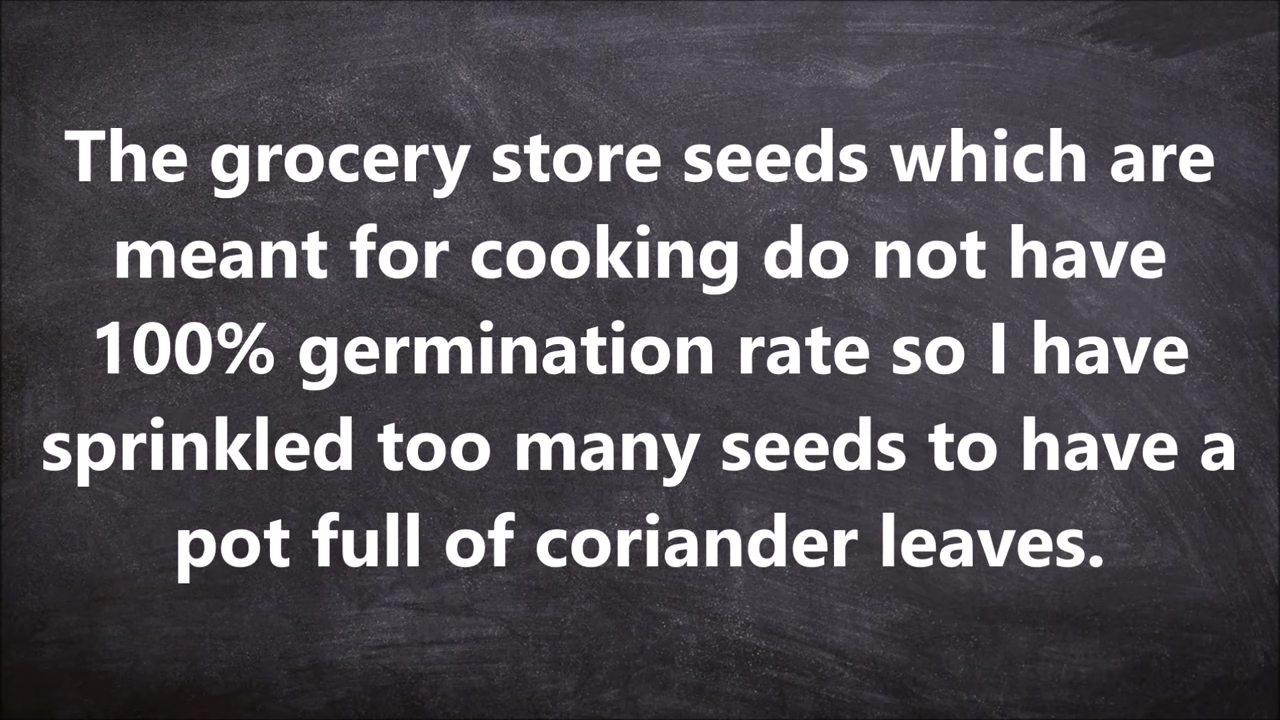 The grocery store seeds which are
meant for cooking do not have
100% germination rate so I have
sprinkled too many seeds to have a
pot full of coriander leaves.